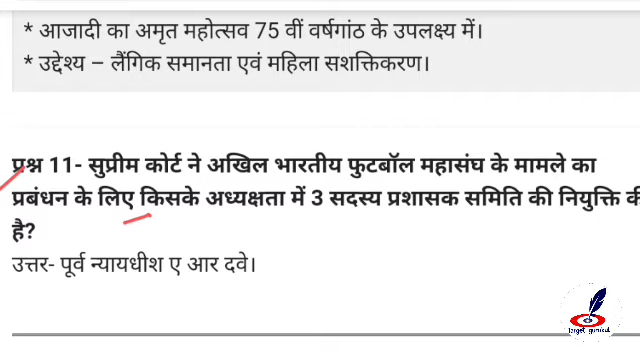 * आजादी का अमृत महोत्सव 75 वीं वर्षगांठ के उपलक्ष्य में।
* उद्देश्य – लैंगिक समानता एवं महिला सशक्तिकरण।
प्रश्न 11- सुप्रीम कोर्ट ने अखिल भारतीय फुटबॉल महासंघ के मामले का
प्रबंधन के लिए किसके अध्यक्षता में 3 सदस्य प्रशासक समिति की नियुक्ति की
है?
उत्तर- पूर्व न्यायधीश ए आर दवे।
target gurukul